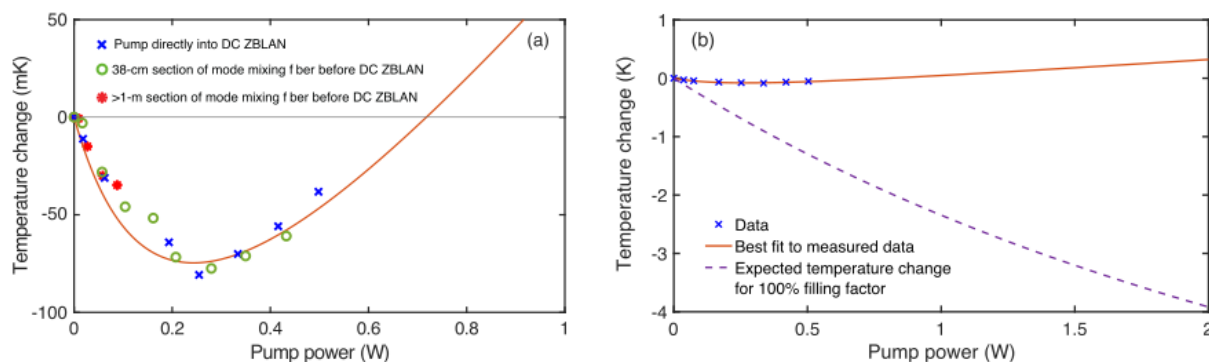 50
(a)
Pump directly into DC ZBLAN
38-cm section of mode mixing f ber before DC ZBLAN
>1-m section of mode mixing f ber before DC ZBLAN
0
-50
-100
0
0.2
0.4
0.6
0.8
1
Temperature change (mK)
Pump power (W)
1
(b)
0
-1
-2
-3
-4
Data
Best fit to measured data
Expected temperature change
for 100% filling factor
0
0.5
1
1.5
2
Temperature change (K)
Pump power (W)